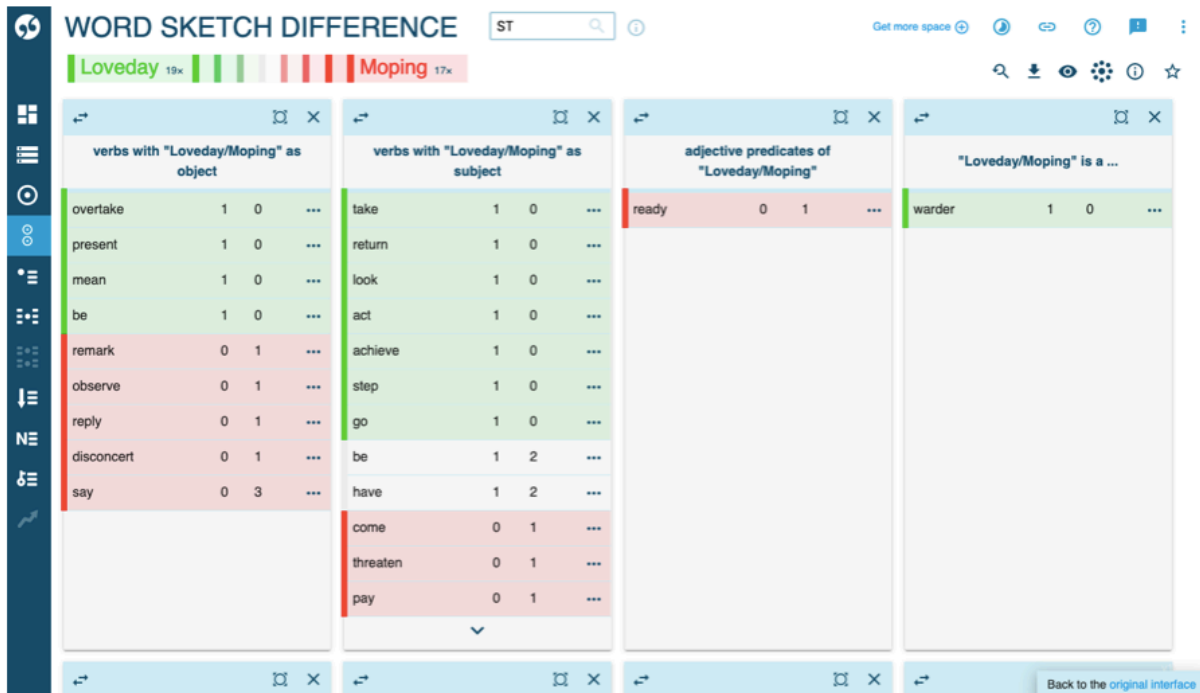 WORD SKETCH DIFFERENCE
ST
Get more space
Loveday 19×
Moping 17×
verbs with "Loveday/Moping" as
object
overtake 1 0
present 1 0
mean 1 0
be 1 0
remark 0 1
observe 0 1
reply 0 1
disconcert 0 1
say 0 3
verbs with "Loveday/Moping" as
subject
take 1 0
return 1 0
look 1 0
act 1 0
achieve 1 0
step 1 0
go 1 0
be 1 2
have 1 2
come 0 1
threaten 0 1
pay 0 1
adjective predicates of
"Loveday/Moping"
ready 0 1
"Loveday/Moping" is a ...
warder 1 0
Back to the original interface